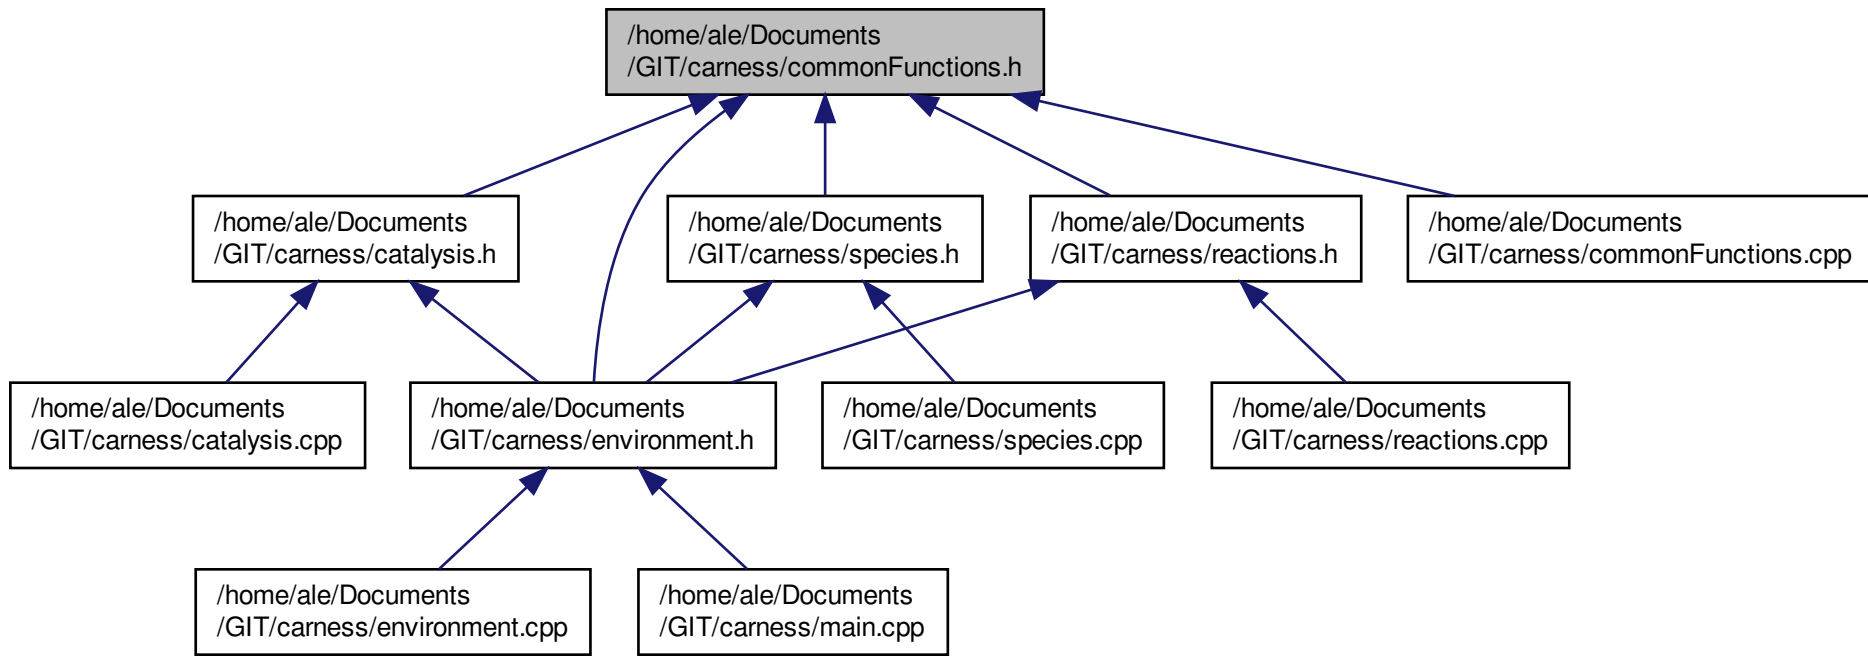 /home/ale/Documents
/GIT/carness/commonFunctions.h
/home/ale/Documents
/GIT/carness/catalysis.h
/home/ale/Documents
/GIT/carness/species.h
/home/ale/Documents
/GIT/carness/reactions.h
/home/ale/Documents
/GIT/carness/commonFunctions.cpp
/home/ale/Documents
/GIT/carness/catalysis.cpp
/home/ale/Documents
/GIT/carness/environment.h
/home/ale/Documents
/GIT/carness/species.cpp
/home/ale/Documents
/GIT/carness/reactions.cpp
/home/ale/Documents
/GIT/carness/environment.cpp
/home/ale/Documents
/GIT/carness/main.cpp